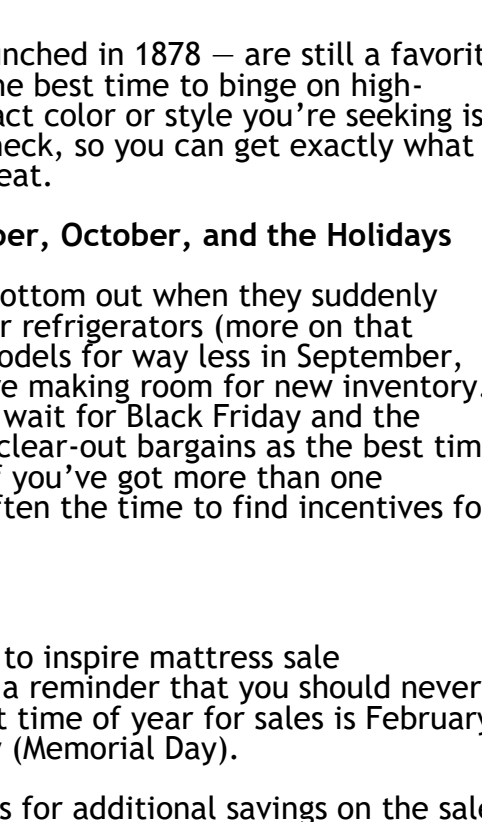 nched in 1878 — are still a favorit
he best time to binge on high-
act color or style you're seeking is
heck, so you can get exactly what
eat.
ber, October, and the Holidays
ottom out when they suddenly
r refrigerators (more on that
odels for way less in September,
re making room for new inventory.
wait for Black Friday and the
clear-out bargains as the best tim
f you've got more than one
ften the time to find incentives fo
to inspire mattress sale
a reminder that you should never
t time of year for sales is February
(Memorial Day).
s for additional savings on the sale